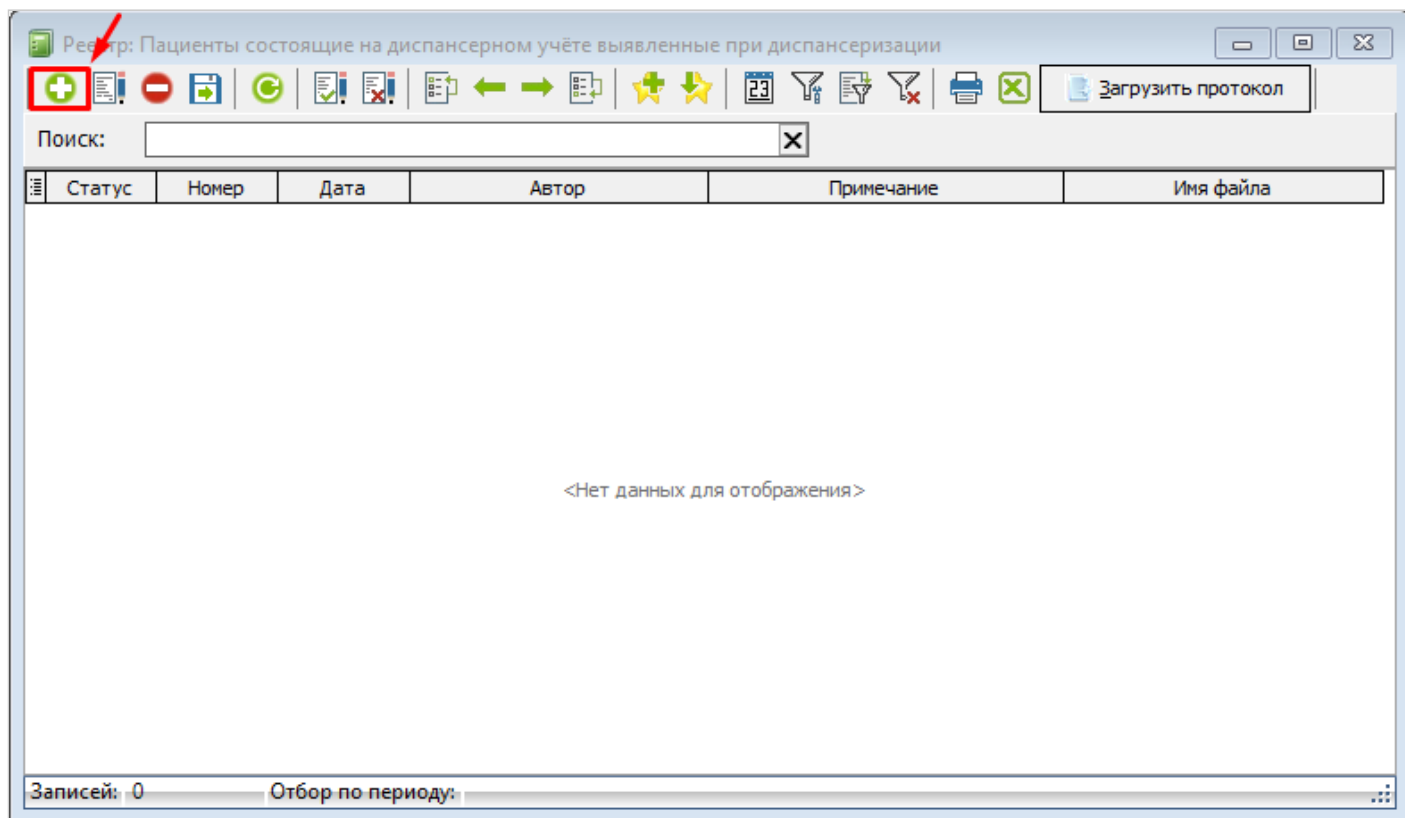 Реестр: Пациенты состоящие на диспансерном учёте выявленные при диспансеризации
23 Загрузить протокол
Поиск:
Статус Номер Дата Автор Примечание Имя файла
<Нет данных для отображения>
Записей: 0 Отбор по периоду: